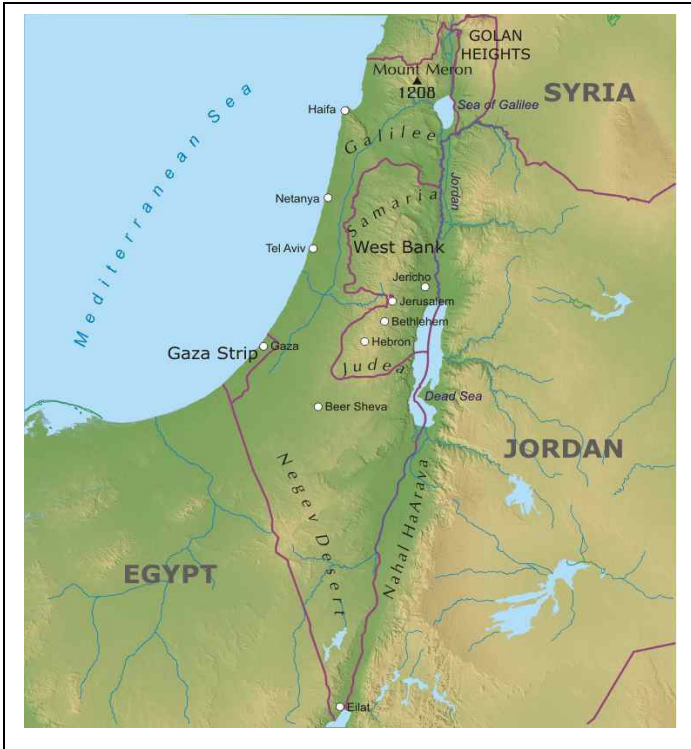 GOLAN
HEIGHTS
Mount Meron
1208
SYRIA
Sea of Galilee
Haifa
Galilee
Mediterranean Sea
Jordan
Netanya
Samaria
Tel Aviv
West Bank
Jericho
Jerusalem
Bethlehem
Hebron
Gaza Strip
Gaza
Judea
Dead Sea
Beer Sheva
JORDAN
Negev Desert
Nahal HaArava
EGYPT
Eilat